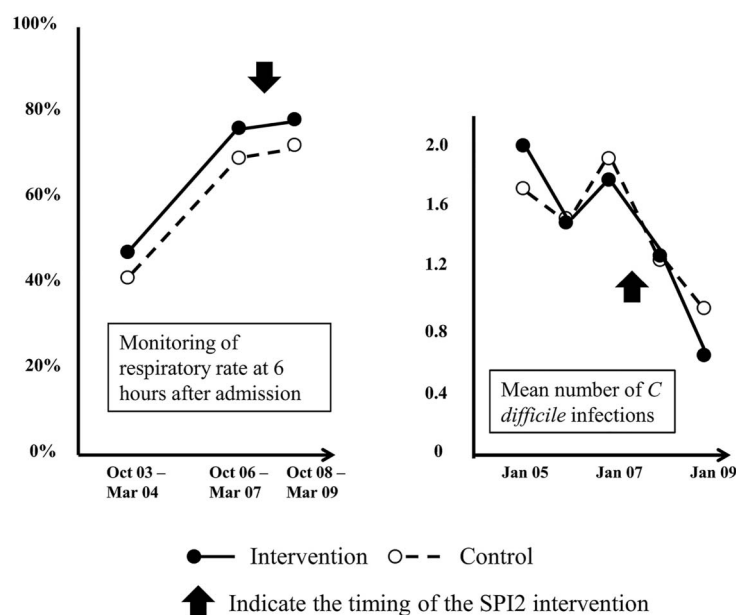 100%
80%
60%
40%
20%
0%
Monitoring of
respiratory rate at 6
hours after admission
Oct 03 –
Mar 04
Oct 06 –
Mar 07
Oct 08 –
Mar 09
2.0
1.6
1.2
0.8
0.4
0
Mean number of C
difficile infections
Jan 05
Jan 07
Jan 09
Intervention
Control
Indicate the timing of the SPI2 intervention